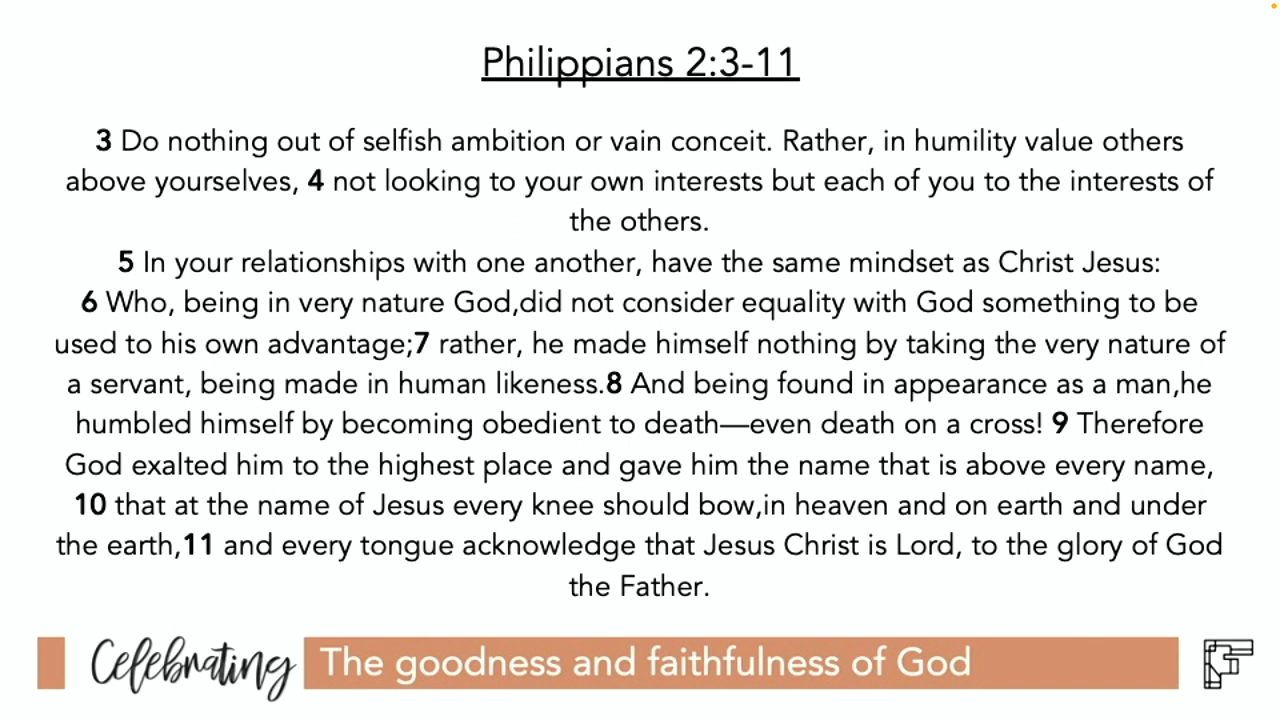 Philippians 2:3-11
3 Do nothing out of selfish ambition or vain conceit. Rather, in humility value others
above yourselves, 4 not looking to your own interests but each of you to the interests of
the others.
5 In your relationships with one another, have the same mindset as Christ Jesus:
6 Who, being in very nature God,did not consider equality with God something to be
used to his own advantage;7 rather, he made himself nothing by taking the very nature of
a servant, being made in human likeness.8 And being found in appearance as a man,he
humbled himself by becoming obedient to death—even death on a cross! 9 Therefore
God exalted him to the highest place and gave him the name that is above every name,
10 that at the name of Jesus every knee should bow,in heaven and on earth and under
the earth,11 and every tongue acknowledge that Jesus Christ is Lord, to the glory of God
the Father.
Celebrating The goodness and faithfulness of God